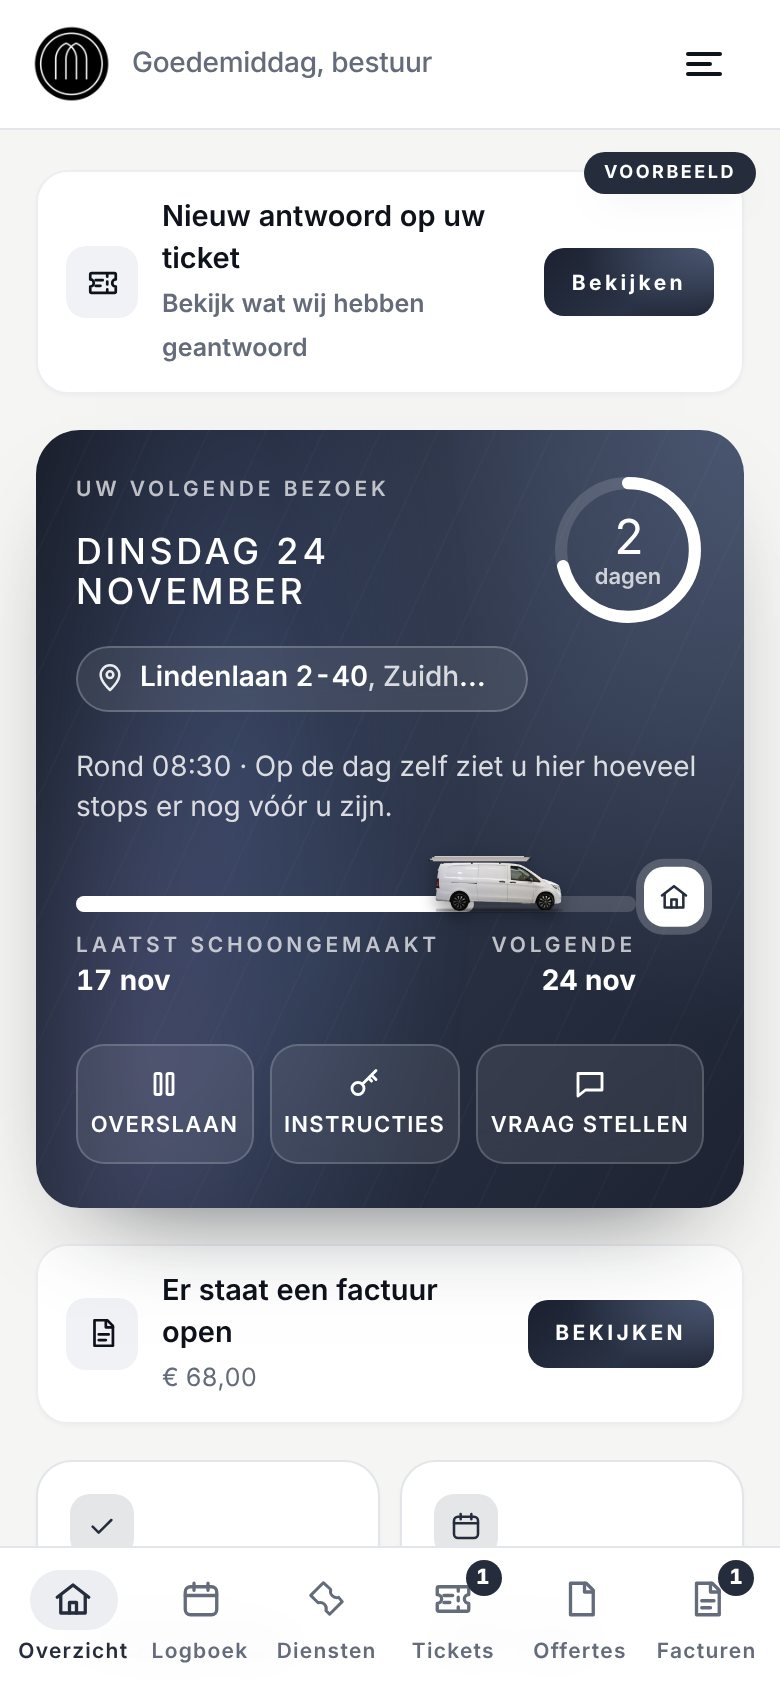 Goedemiddag, bestuur
VOORBEELD
Nieuw antwoord op uw
ticket
Bekijk wat wij hebben
geantwoord
Bekijken
UW VOLGENDE BEZOEK
DINSDAG 24
NOVEMBER
2
dagen
Lindenlaan 2-40, Zuidh...
Rond 08:30 · Op de dag zelf ziet u hier hoeveel
stops er nog vóór u zijn.
LAATST SCHOONGEMAAKT
17 nov
VOLGENDE
24 nov
OVERSLAAN
INSTRUCTIES
VRAAG STELLEN
Er staat een factuur
open
€ 68,00
BEKIJKEN
Overzicht
Logboek
Diensten
1
Tickets
Offertes
1
Facturen